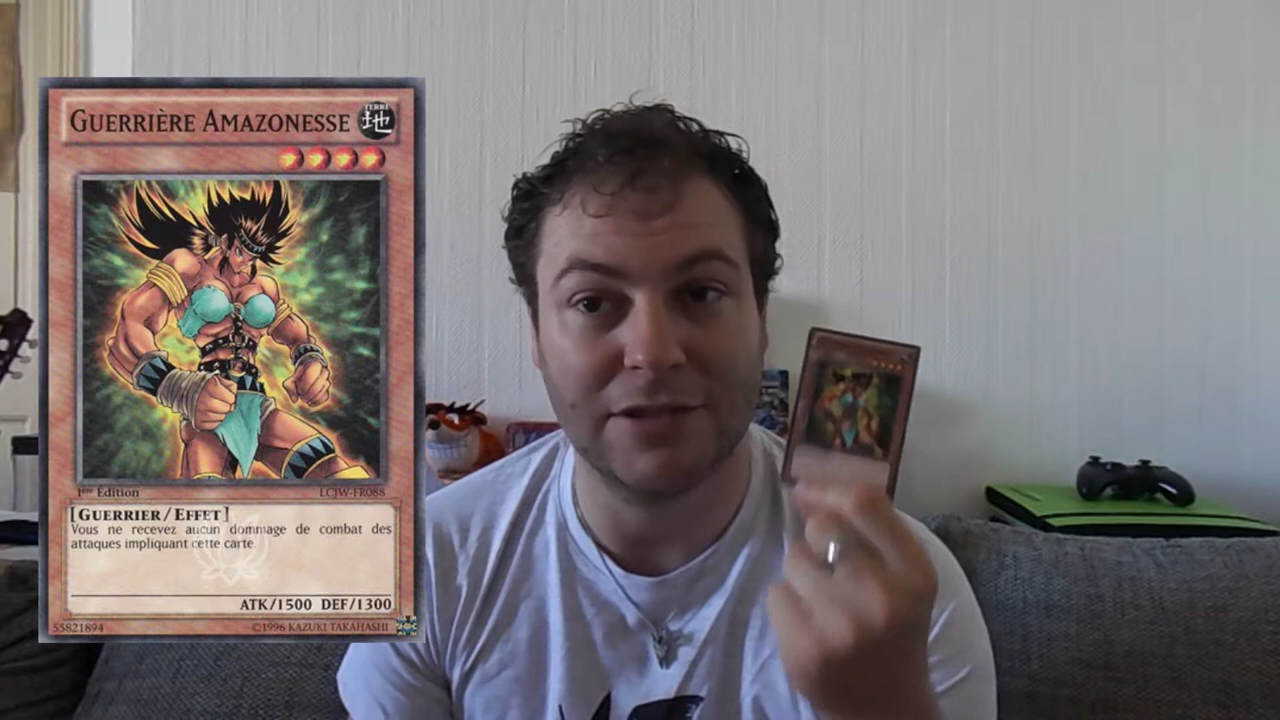 GUERRIÈRE AMAZONESSE
TERRE
地
1ère Édition
LCJW-FR088
[GUERRIER/EFFET]
Vous ne recevez aucun dommage de combat des
attaques impliquant cette carte.
ATK/1500 DEF/1300
55821894
©1996 KAZUKI TAKAHASHI